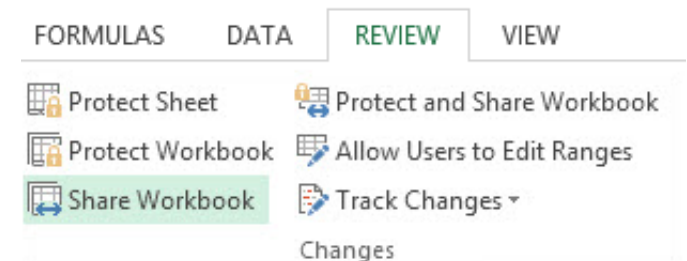 FORMULAS DATA REVIEW VIEW
Protect Sheet Protect and Share Workbook
Protect Workbook Allow Users to Edit Ranges
Share Workbook Track Changes
Changes